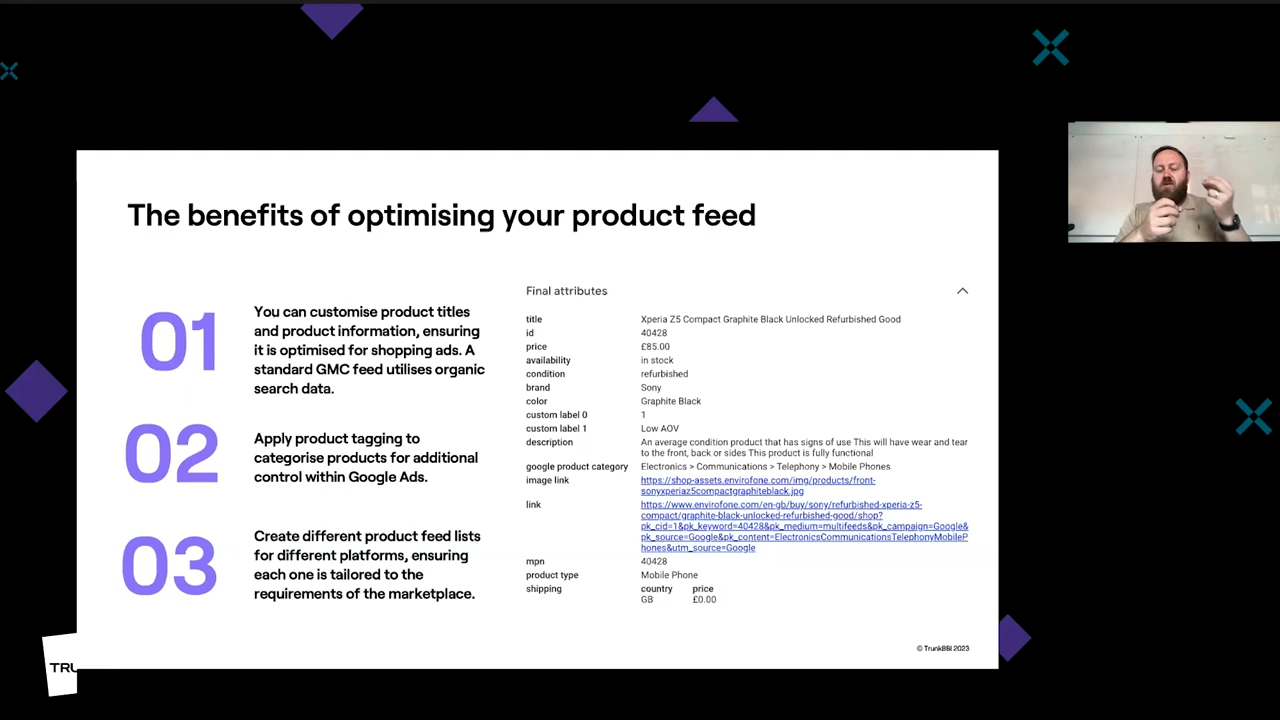 The benefits of optimising your product feed
01
You can customise product titles
and product information, ensuring
it is optimised for shopping ads. A
standard GMC feed utilises organic
search data.
02
Apply product tagging to
categorise products for additional
control within Google Ads.
03
Create different product feed lists
for different platforms, ensuring
each one is tailored to the
requirements of the marketplace.
Final attributes
title Xperia Z5 Compact Graphite Black Unlocked Refurbished Good
id 40428
price £85.00
availability in stock
condition refurbished
brand Sony
color Graphite Black
custom label 0 1
custom label 1 Low AOV
description An average condition product that has signs of use This will have wear and tear
to the front, back or sides This product is fully functional
google product category Electronics > Communications > Telephony > Mobile Phones
image link https://shop-assets.envirofone.com/img/products/front-
sonyxperiaz5compactgraphiteblack.jpg
link https://www.envirofone.com/en-gb/buy/sony/refurbished-xperia-z5-
compact/graphite-black-unlocked-refurbished-good/shop?
pk_cid=1&pk_keyword=40428&pk_medium=multifeeds&pk_campaign=Google&
pk_source=Google&pk_content=ElectronicsCommunicationsTelephonyMobileP
hones&utm_source=Google
mpn 40428
product type Mobile Phone
shipping country price
GB £0.00
© TrunkBBI 2023
TRU